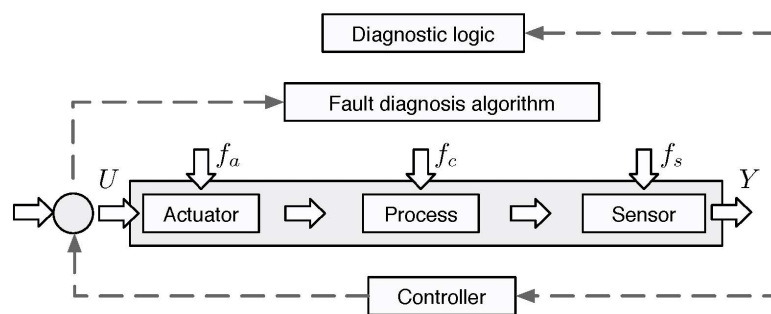 Diagnostic logic
Fault diagnosis algorithm
U f_a f_c f_s Y
Actuator Process Sensor
Controller